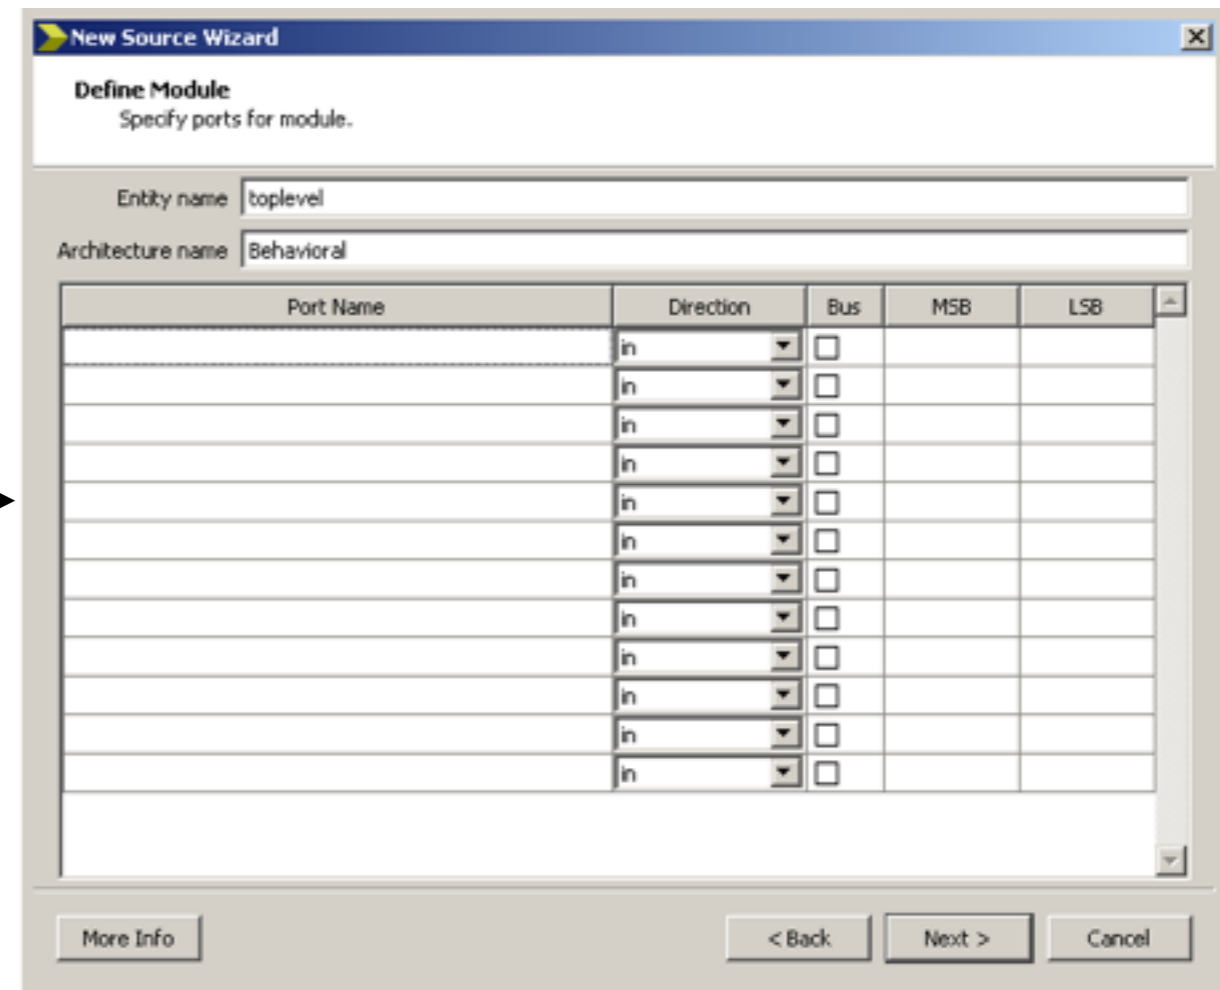 New Source Wizard
Define Module
Specify ports for module.
Entity name toplevel
Architecture name Behavioral
Port Name Direction Bus MSB LSB
in
in
in
in
in
in
in
in
in
in
in
in
More Info < Back Next > Cancel